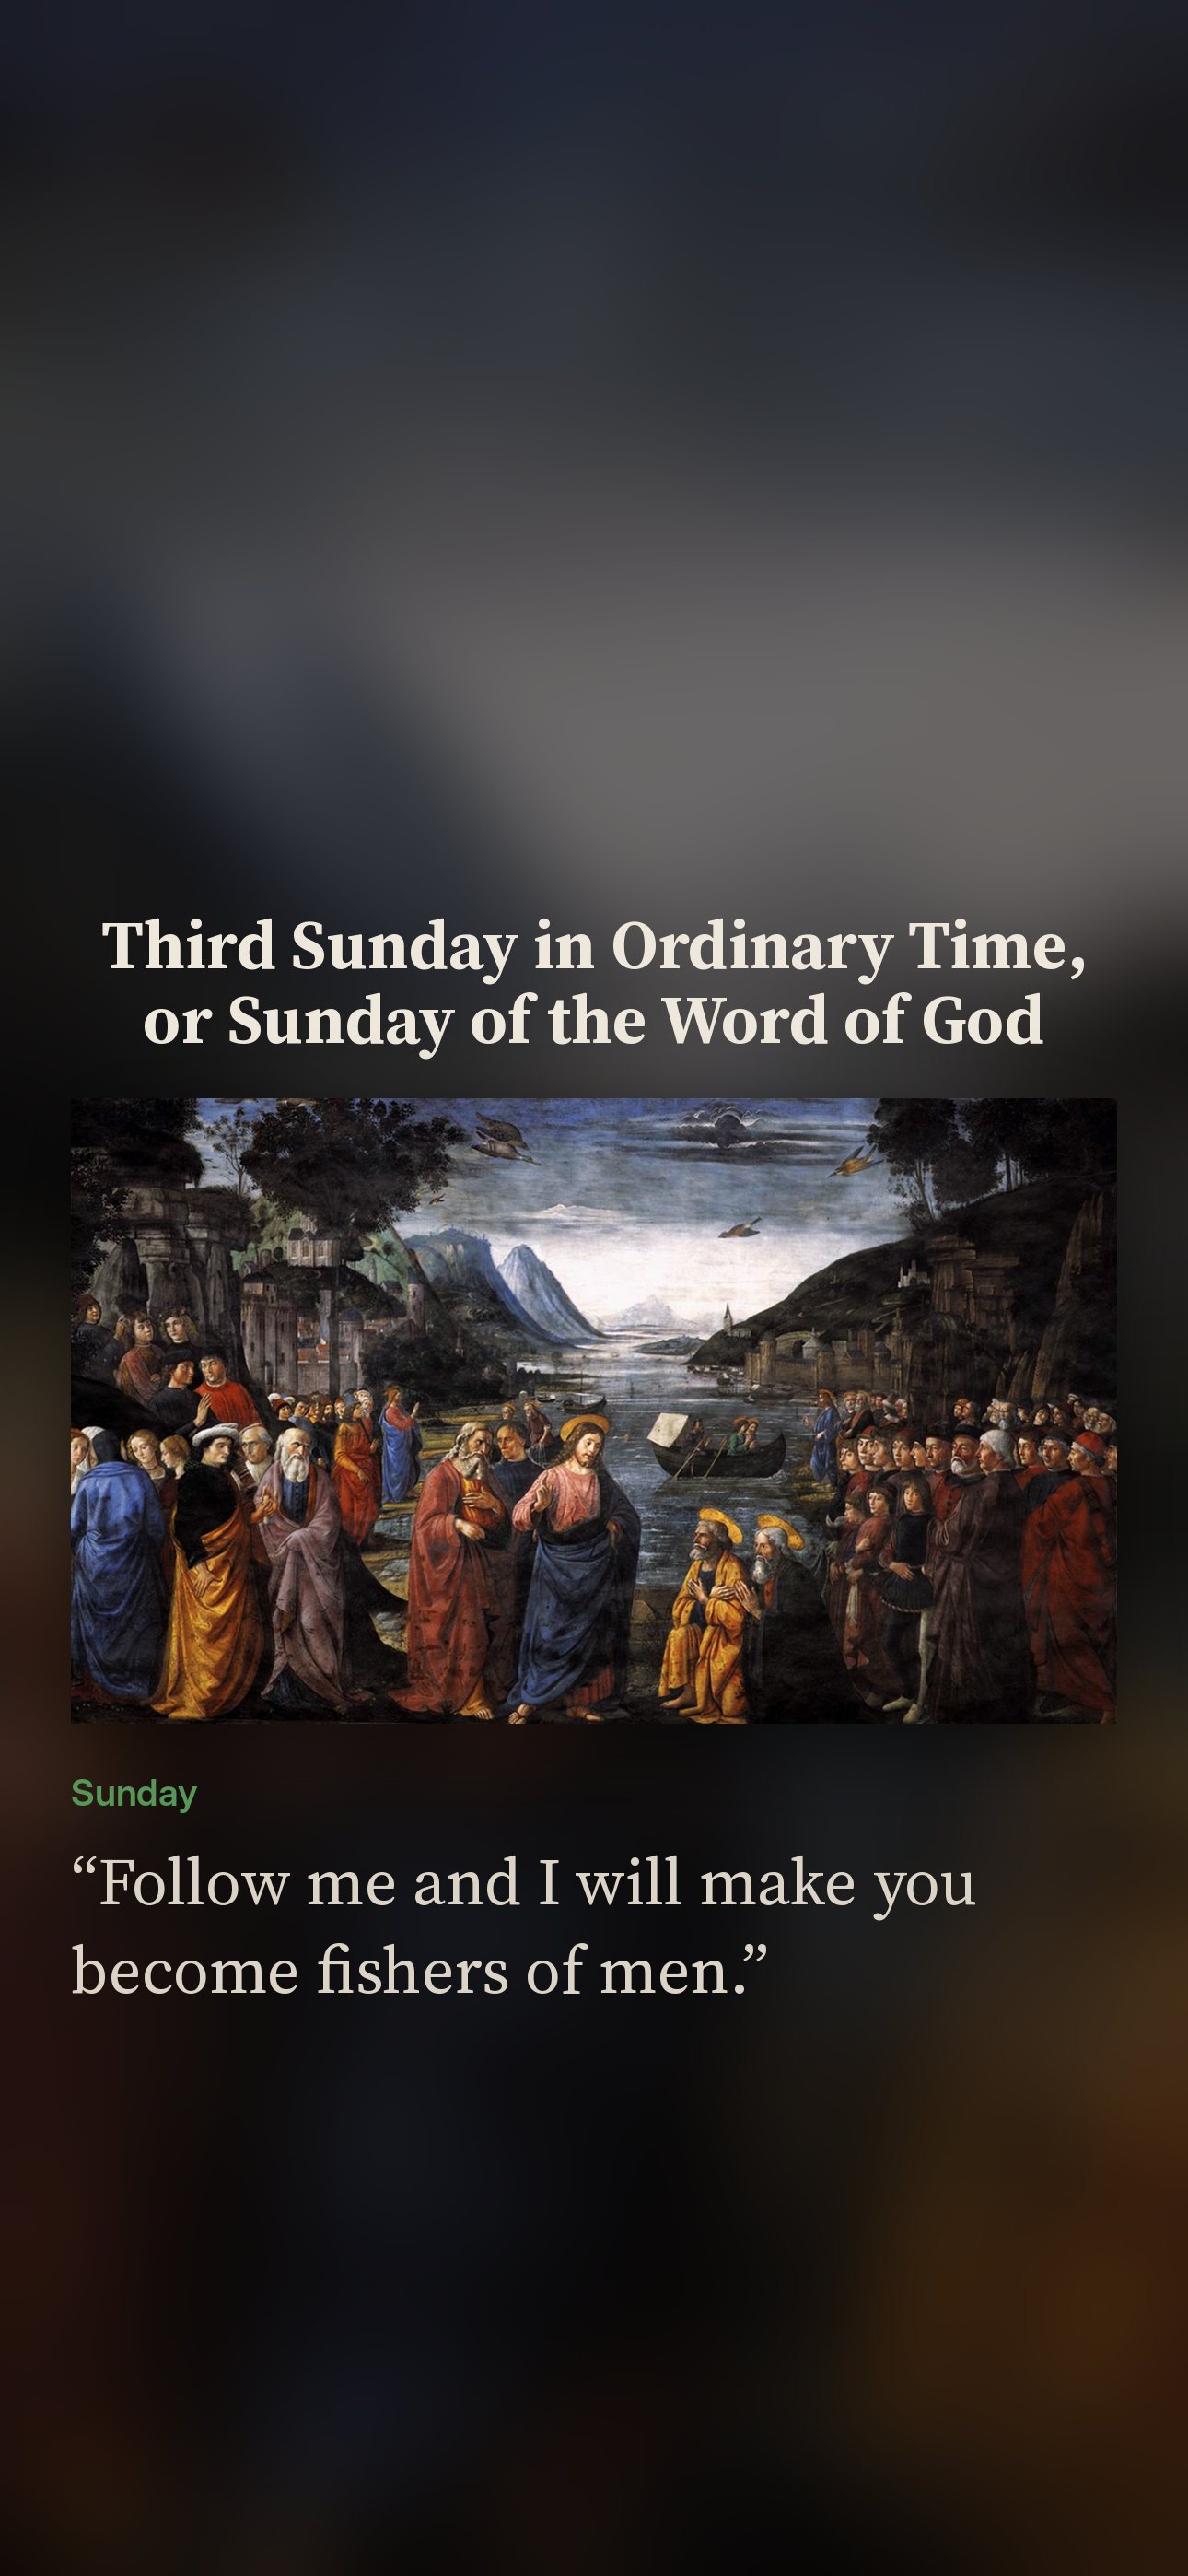 Third Sunday in Ordinary Time,
or Sunday of the Word of God
Sunday
“Follow me and I will make you
become fishers of men.”